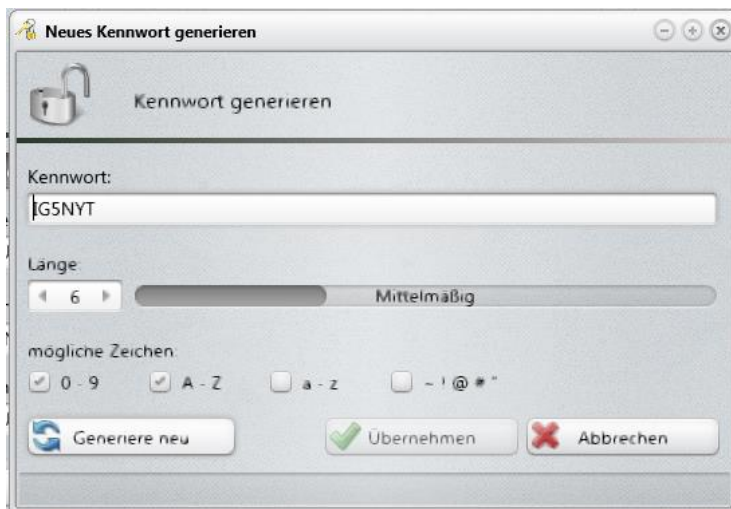 Neues Kennwort generieren
Kennwort generieren
Kennwort:
IG5NYT
Länge:
6 Mittelmäßig
mögliche Zeichen:
0 - 9 A - Z a - z ~ ! @ # "
Generiere neu Übernehmen Abbrechen